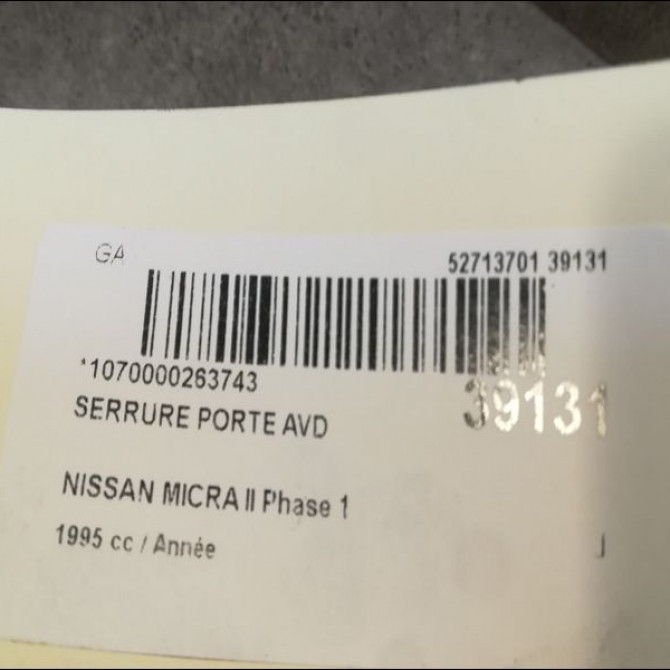 GA 52713701 39131
*1070000263743
39131
SERRURE PORTE AVD
NISSAN MICRA II Phase 1
1995 cc / Année
J